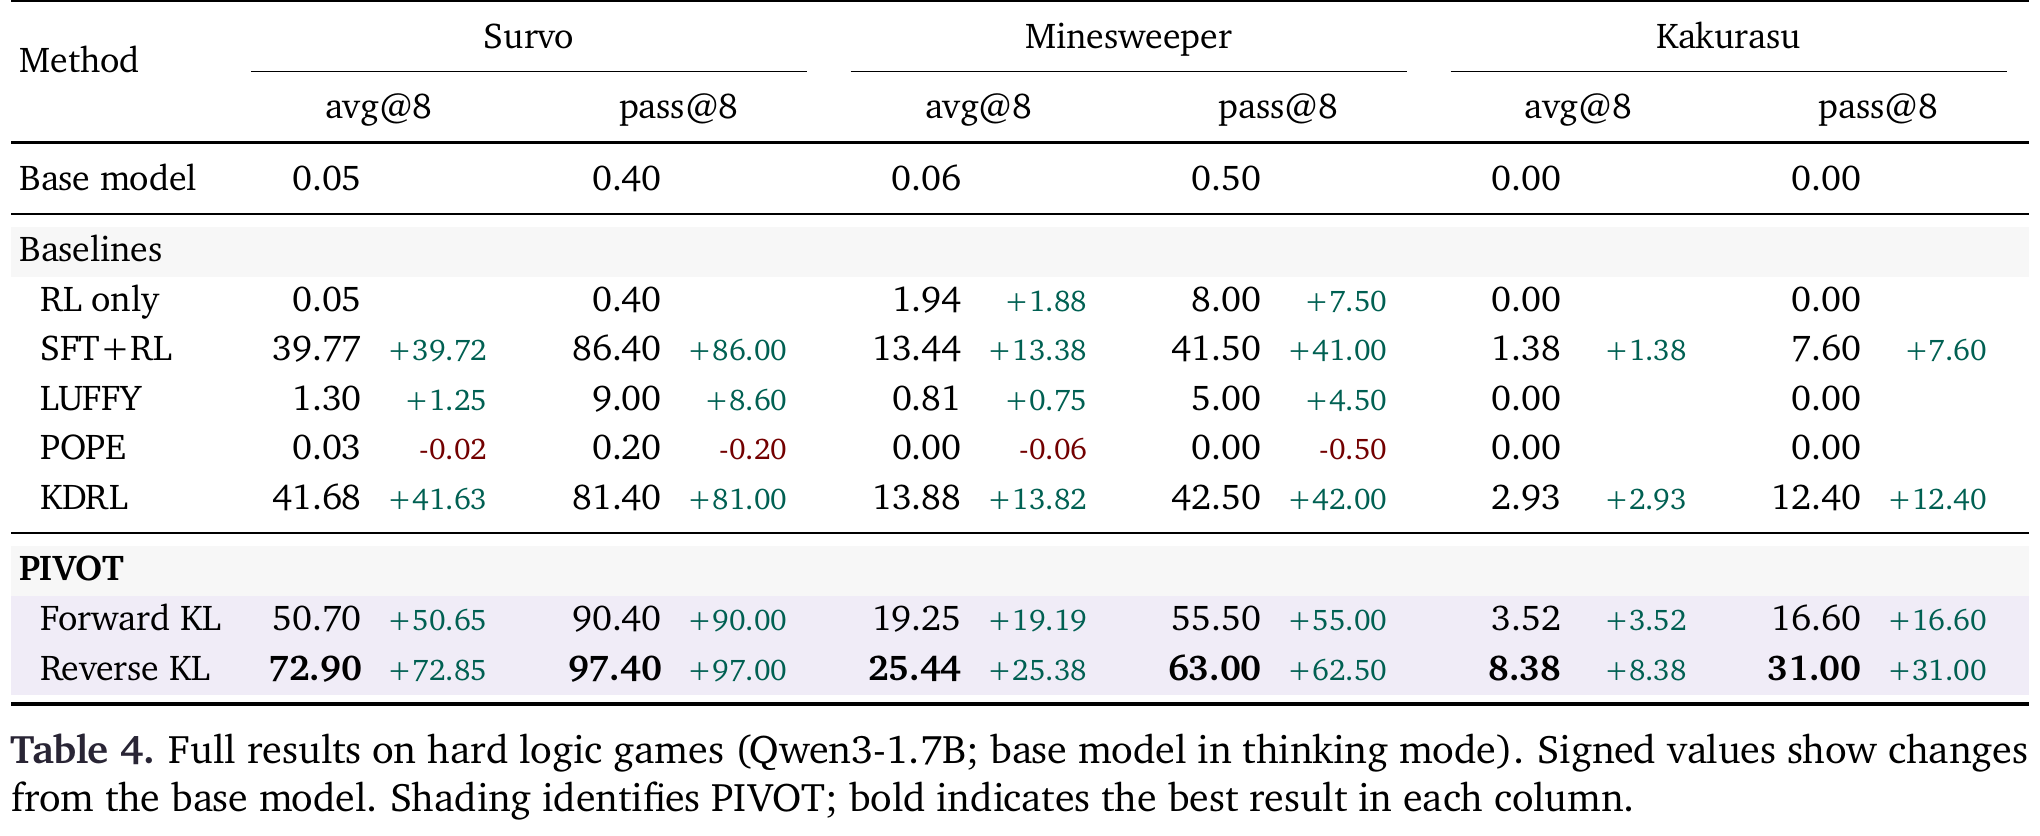 Method Survo Minesweeper Kakurasu
avg@8 pass@8 avg@8 pass@8 avg@8 pass@8
Base model 0.05 0.40 0.06 0.50 0.00 0.00
Baselines
RL only 0.05 0.40 1.94 +1.88 8.00 +7.50 0.00 0.00
SFT+RL 39.77 +39.72 86.40 +86.00 13.44 +13.38 41.50 +41.00 1.38 +1.38 7.60 +7.60
LUFFY 1.30 +1.25 9.00 +8.60 0.81 +0.75 5.00 +4.50 0.00 0.00
POPE 0.03 -0.02 0.20 -0.20 0.00 -0.06 0.00 -0.50 0.00 0.00
KDRL 41.68 +41.63 81.40 +81.00 13.88 +13.82 42.50 +42.00 2.93 +2.93 12.40 +12.40
PIVOT
Forward KL 50.70 +50.65 90.40 +90.00 19.25 +19.19 55.50 +55.00 3.52 +3.52 16.60 +16.60
Reverse KL 72.90 +72.85 97.40 +97.00 25.44 +25.38 63.00 +62.50 8.38 +8.38 31.00 +31.00
Table 4. Full results on hard logic games (Qwen3-1.7B; base model in thinking mode). Signed values show changes
from the base model. Shading identifies PIVOT; bold indicates the best result in each column.